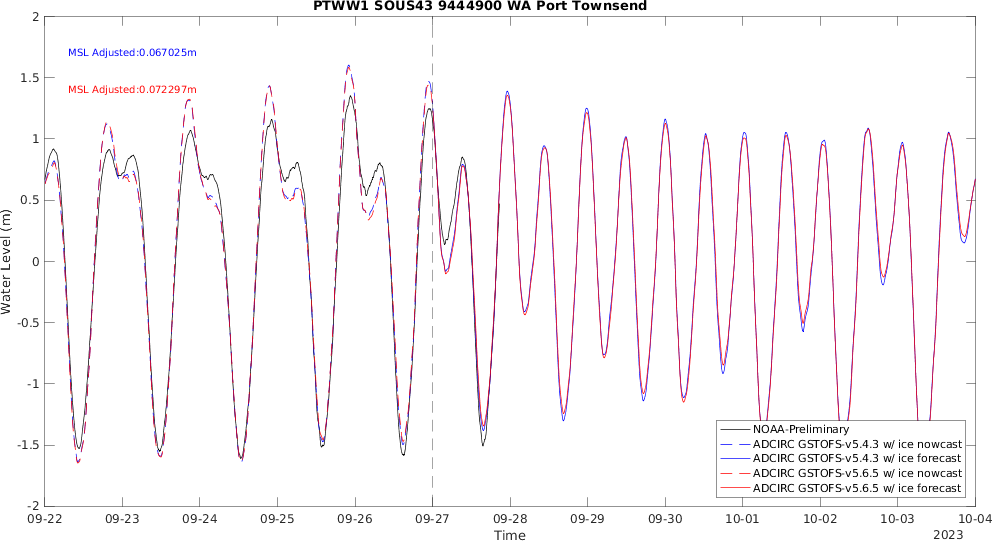 PTWW1 SOUS43 9444900 WA Port Townsend
MSL Adjusted:0.067025m
MSL Adjusted:0.072297m
Water Level (m)
2
1.5
1
0.5
0
-0.5
-1
-1.5
-2
NOAA-Preliminary
ADCIRC GSTOFS-v5.4.3 w/ ice nowcast
ADCIRC GSTOFS-v5.4.3 w/ ice forecast
ADCIRC GSTOFS-v5.6.5 w/ ice nowcast
ADCIRC GSTOFS-v5.6.5 w/ ice forecast
09-22 09-23 09-24 09-25 09-26 09-27 09-28 09-29 09-30 10-01 10-02 10-03 10-04
Time
2023